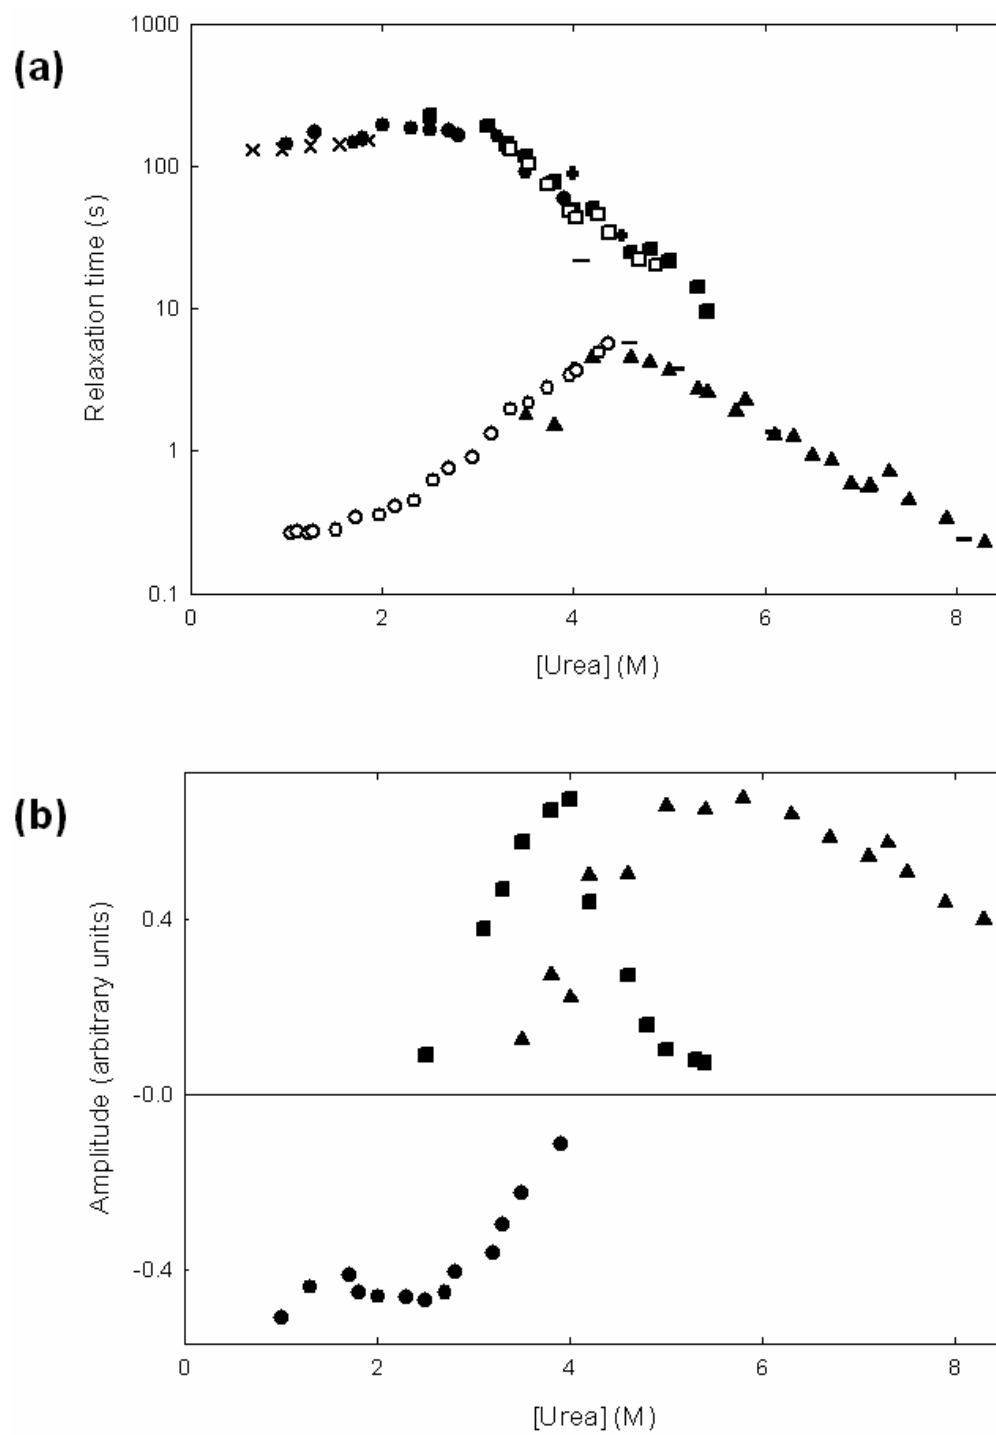 (a)
1000
100
10
1
0.1
Relaxation time (s)
0 2 4 6 8
[Urea] (M)
(b)
0.4
-0.0
-0.4
Amplitude (arbitrary units)
0 2 4 6 8
[Urea] (M)